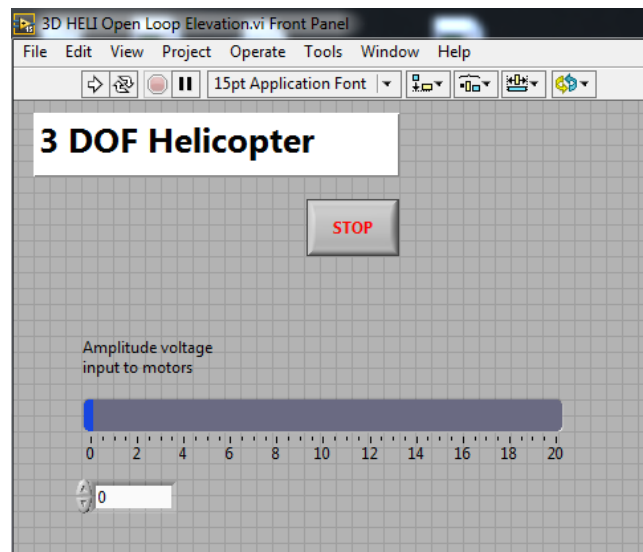 3D HELI Open Loop Elevation.vi Front Panel
File Edit View Project Operate Tools Window Help
15pt Application Font
3 DOF Helicopter
STOP
Amplitude voltage
input to motors
0 2 4 6 8 10 12 14 16 18 20
0